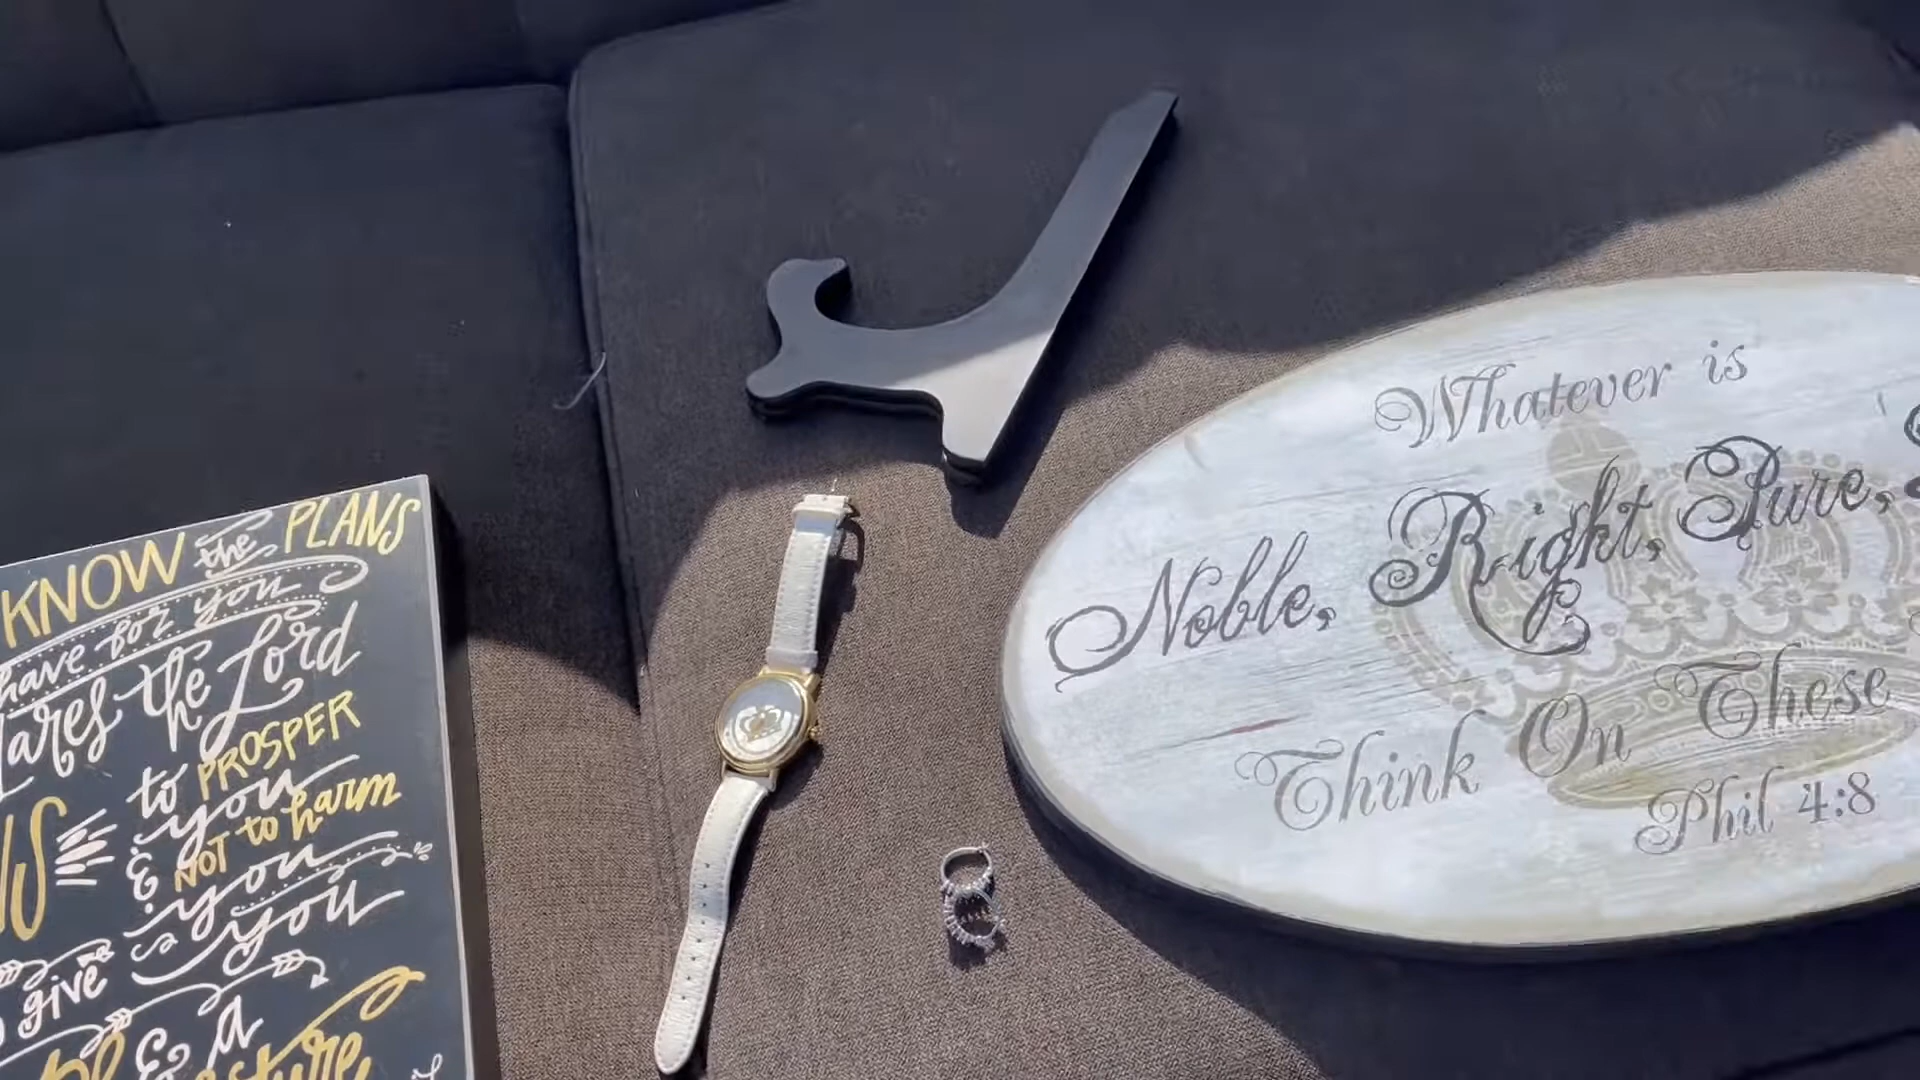 KNOW the PLANS
have for you
the Lord
to PROSPER
you
& NOT to harm
you
give you
& a
Whatever is
Noble, Right, Pure,
Think On These
Phil 4:8